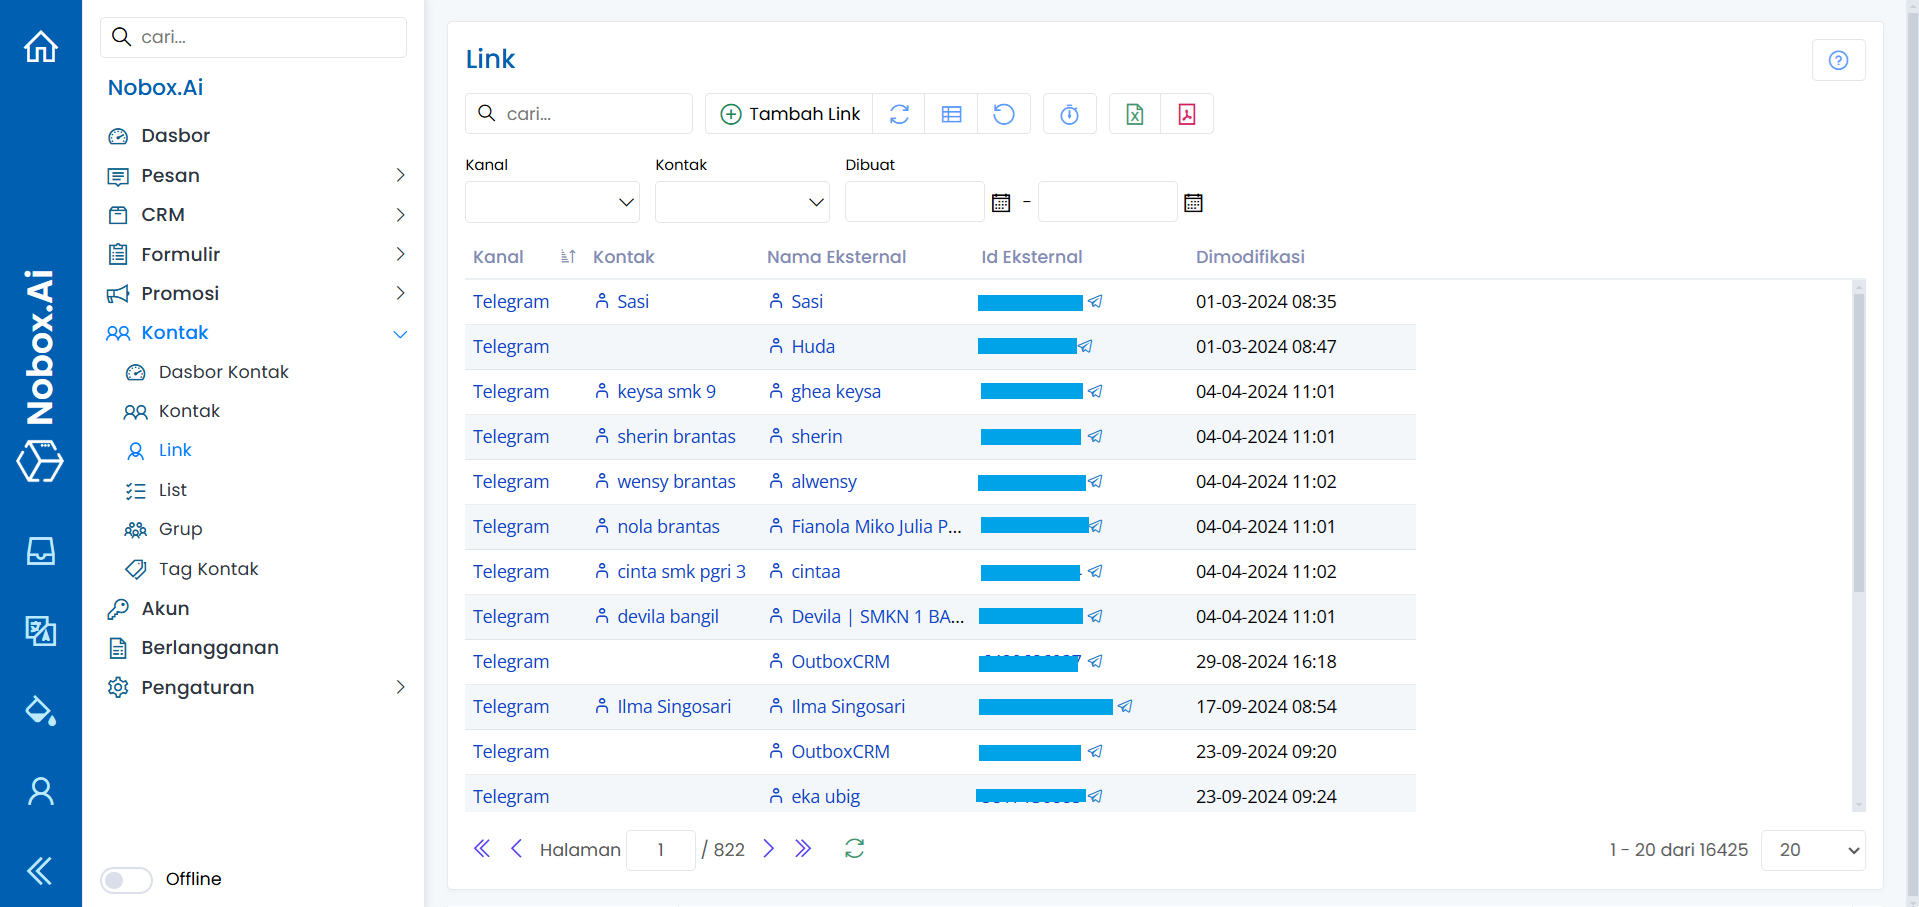 cari...
Nobox.Ai
Dasbor
Pesan
CRM
Formulir
Promosi
Kontak
Dasbor Kontak
Kontak
Link
List
Grup
Tag Kontak
Akun
Berlangganan
Pengaturan
Offline
Nobox.Ai
Link
cari...
Tambah Link
Kanal Kontak Dibuat
-
Kanal Kontak Nama Eksternal Id Eksternal Dimodifikasi
Telegram Sasi Sasi 01-03-2024 08:35
Telegram Huda 01-03-2024 08:47
Telegram keysa smk 9 ghea keysa 04-04-2024 11:01
Telegram sherin brantas sherin 04-04-2024 11:01
Telegram wensy brantas alwensy 04-04-2024 11:02
Telegram nola brantas Fianola Miko Julia P... 04-04-2024 11:01
Telegram cinta smk pgri 3 cintaa 04-04-2024 11:02
Telegram devila bangil Devila | SMKN 1 BA... 04-04-2024 11:01
Telegram OutboxCRM 29-08-2024 16:18
Telegram Ilma Singosari Ilma Singosari 17-09-2024 08:54
Telegram OutboxCRM 23-09-2024 09:20
Telegram eka ubig 23-09-2024 09:24
Halaman 1 / 822
1 - 20 dari 16425 20